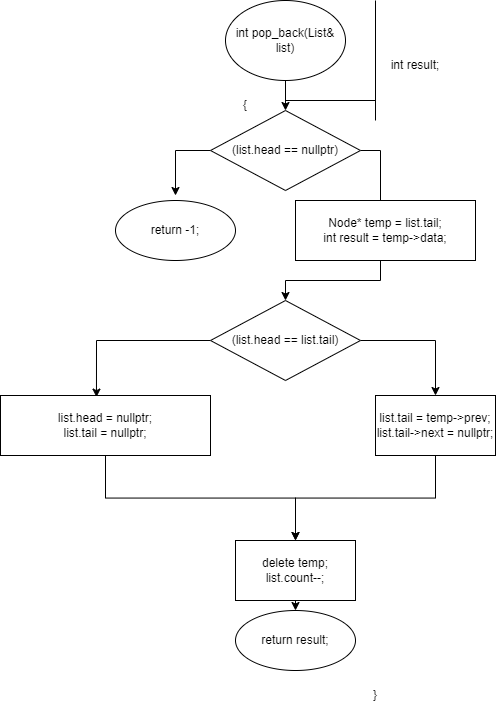 int pop_back(List&
list)
int result;
{
(list.head == nullptr)
return -1;
Node* temp = list.tail;
int result = temp->data;
(list.head == list.tail)
list.head = nullptr;
list.tail = nullptr;
list.tail = temp->prev;
list.tail->next = nullptr;
delete temp;
list.count--;
return result;
}